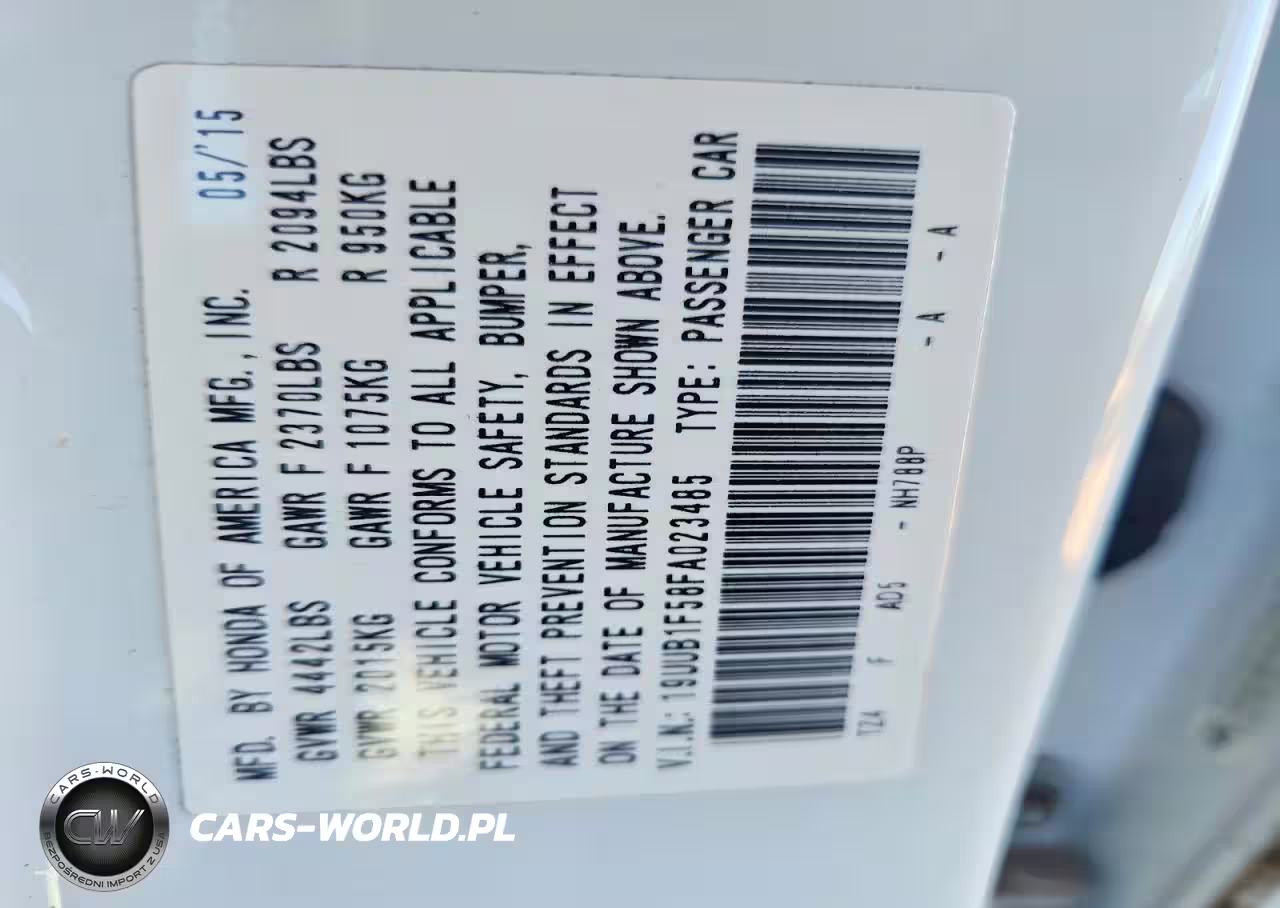 MFD. BY HONDA OF AMERICA MFG., INC. 05/'15
GVWR 4442LBS GAWR F 2370LBS R 2094LBS
GVWR 2015KG GAWR F 1075KG R 950KG
THIS VEHICLE CONFORMS TO ALL APPLICABLE
FEDERAL MOTOR VEHICLE SAFETY, BUMPER,
AND THEFT PREVENTION STANDARDS IN EFFECT
ON THE DATE OF MANUFACTURE SHOWN ABOVE.
V.I.N.: 19UUB1F58FA023485 TYPE: PASSENGER CAR
TZ4 F AD5 - NH788P - A - A
CARS-WORLD
CW
BEZPOŚREDNI IMPORT Z USA
CARS-WORLD.PL